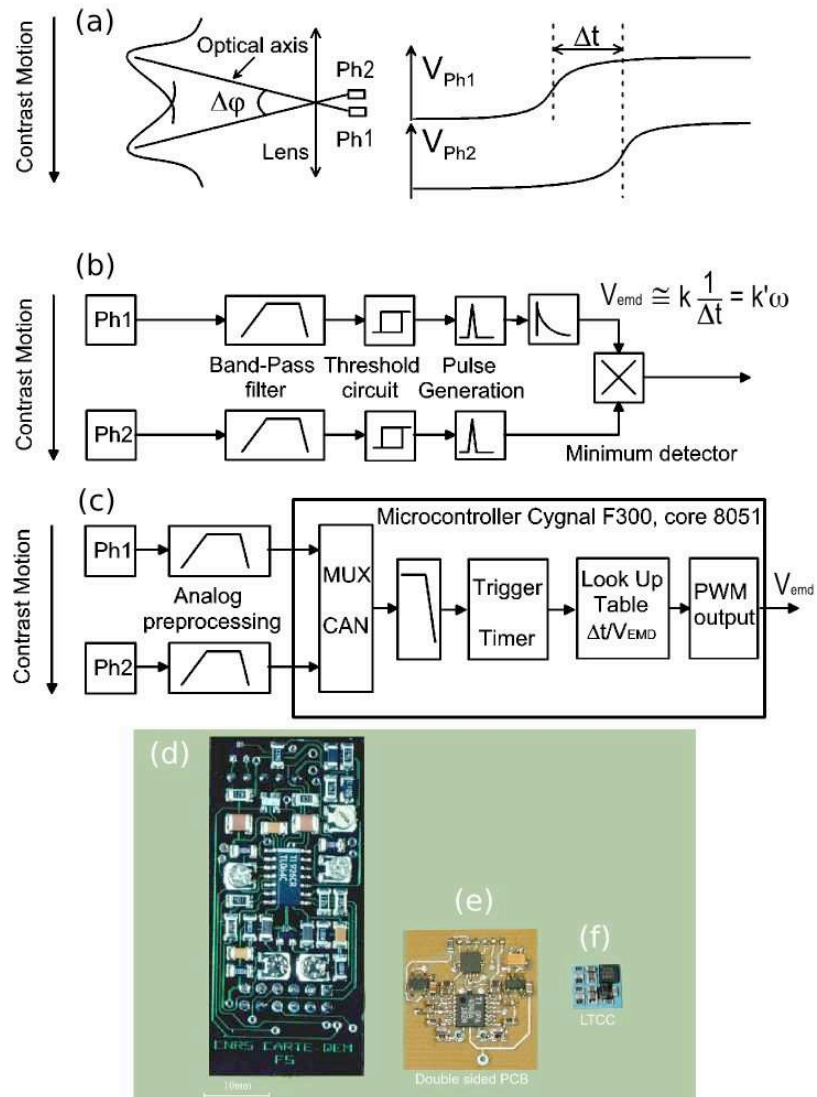 (a)
Contrast Motion
Optical axis
Δφ
Lens
Ph2
Ph1
Δt
V_Ph1
V_Ph2
(b)
Contrast Motion
Ph1
Ph2
Band-Pass filter
Threshold circuit
Pulse Generation
V_emd ≅ k 1/Δt = k'ω
Minimum detector
(c)
Contrast Motion
Ph1
Ph2
Analog preprocessing
Microcontroller Cygnal F300, core 8051
MUX
CAN
Trigger
Timer
Look Up
Table
Δt/V_EMD
PWM
output
V_emd
(d)
TL064C
CNRS CARTE DEM
F5
10mm
(e)
Double sided PCB
(f)
LTCC